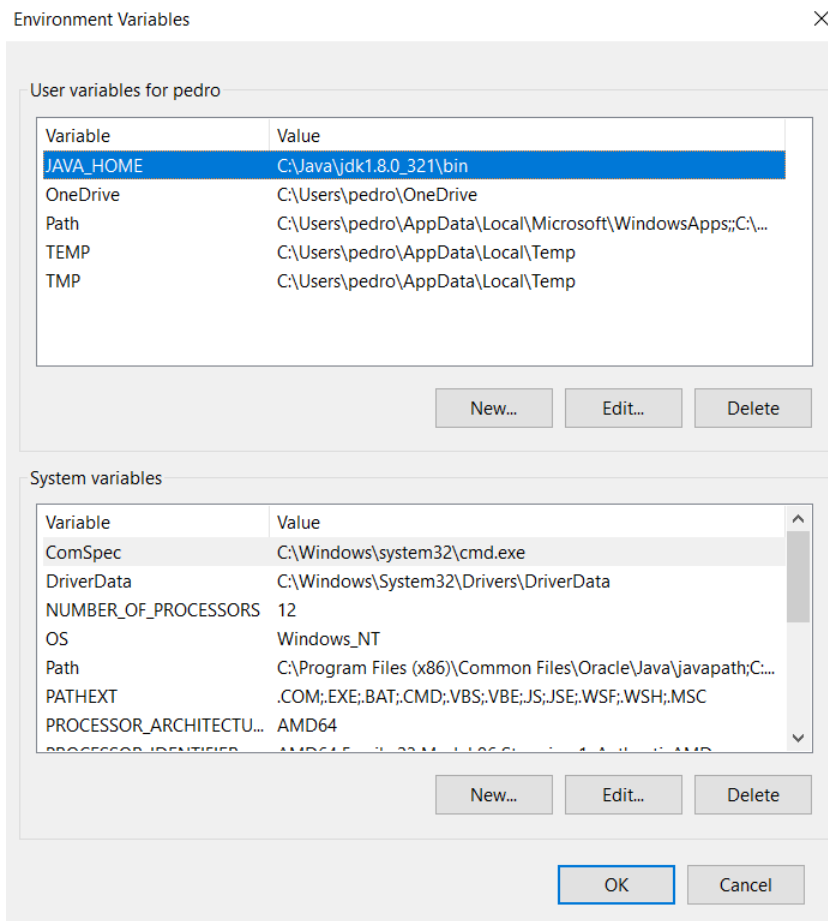 Environment Variables
User variables for pedro
Variable Value
JAVA_HOME C:\Java\jdk1.8.0_321\bin
OneDrive C:\Users\pedro\OneDrive
Path C:\Users\pedro\AppData\Local\Microsoft\WindowsApps;;C:\...
TEMP C:\Users\pedro\AppData\Local\Temp
TMP C:\Users\pedro\AppData\Local\Temp
New... Edit... Delete
System variables
Variable Value
ComSpec C:\Windows\system32\cmd.exe
DriverData C:\Windows\System32\Drivers\DriverData
NUMBER_OF_PROCESSORS 12
OS Windows_NT
Path C:\Program Files (x86)\Common Files\Oracle\Java\javapath;C:...
PATHEXT .COM;.EXE;.BAT;.CMD;.VBS;.VBE;.JS;.JSE;.WSF;.WSH;.MSC
PROCESSOR_ARCHITECTU... AMD64
New... Edit... Delete
OK Cancel